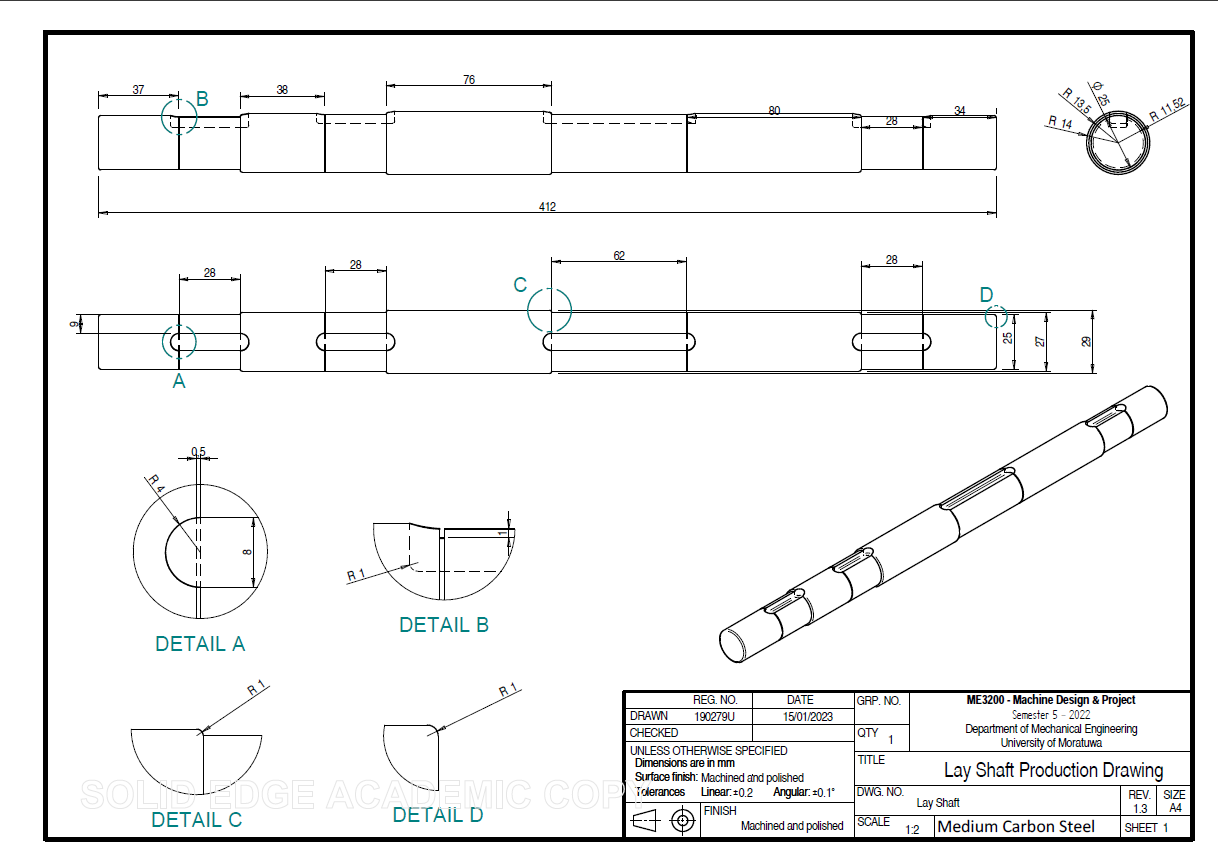 37
B
38
76
80
28
34
412
R 13.5
Ø 25
R 11.52
R 14
28
28
C
62
28
D
9
25
27
29
A
0.5
R 4
8
DETAIL A
R 1
1
DETAIL B
R 1
DETAIL C
R 1
DETAIL D
SOLID EDGE ACADEMIC COPY
REG. NO. DATE
DRAWN 190279U 15/01/2023
CHECKED
UNLESS OTHERWISE SPECIFIED
Dimensions are in mm
Surface finish: Machined and polished
Tolerances Linear: ±0.2 Angular: ±0.1°
FINISH
Machined and polished
GRP. NO.
QTY 1
ME3200 - Machine Design & Project
Semester 5 - 2022
Department of Mechanical Engineering
University of Moratuwa
TITLE
Lay Shaft Production Drawing
DWG. NO.
Lay Shaft
REV.
1.3
SIZE
A4
SCALE 1:2
Medium Carbon Steel
SHEET 1